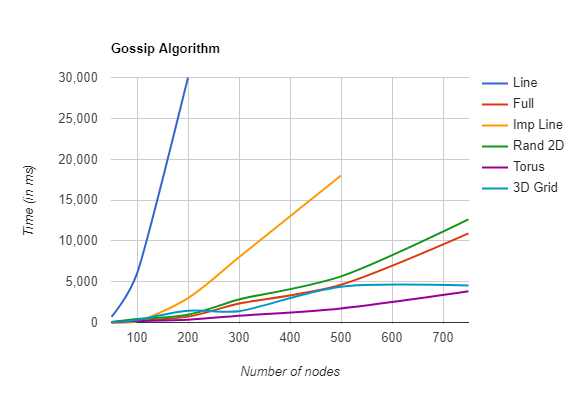 Gossip Algorithm
30,000
25,000
20,000
15,000
10,000
5,000
0
Time (in ms)
100 200 300 400 500 600 700
Number of nodes
Line
Full
Imp Line
Rand 2D
Torus
3D Grid